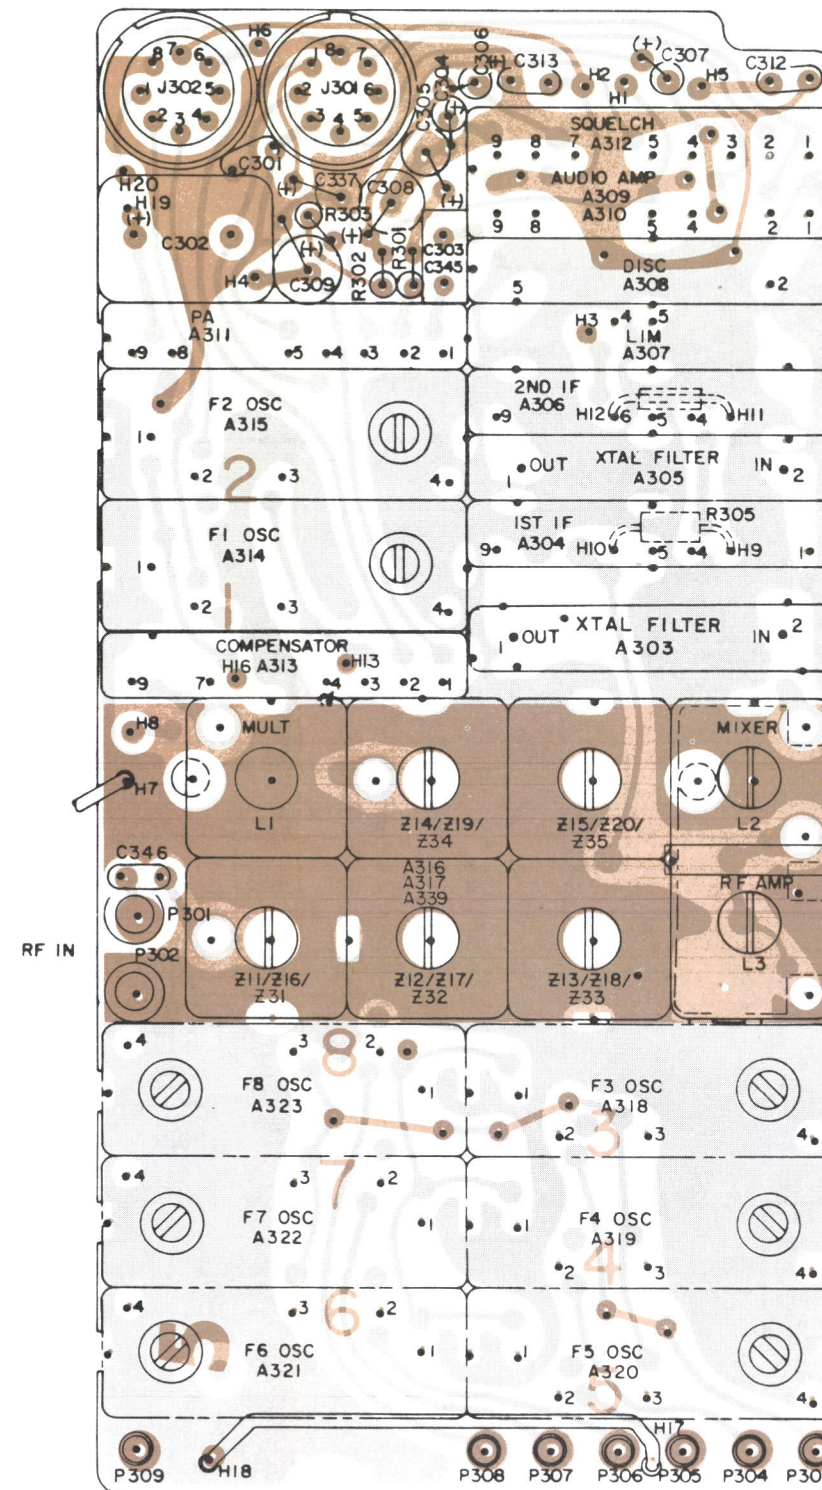 H6
8 7 6
1 J302 5
2 3 4
1 8 7
2 J301 6
3 4 5
C305
C304
(+)
C306
(+)
C313
H2
H1
(+)
C307
H5
C312
SQUELCH
9 8 7 A312 5 4 3 2 1
AUDIO AMP
A309
A310
9 8 5 4 2 1
H20
H19
(+)
C302
C301
(+)
C337
C308
R303
(+)
(+)
(+)
H4
C309
R302
R301
C303
C345
DISC
A308
5 2
PA
A311
9 8 5 4 3 2 1
H3
4 5
LIM
A307
F2 OSC
A315
1 2 3 4
2
2ND IF
A306
9 H12 6 5 4 H11
XTAL FILTER
A305
1 OUT IN 2
F1 OSC
A314
1 2 3 4
1
1ST IF
A304
R305
9 H10 5 4 H9 1
XTAL FILTER
A303
1 OUT IN 2
COMPENSATOR
H16 A313 H13
9 7 4 3 2 1
H8
H7
MULT
L1
Z14/Z19/
Z34
Z15/Z20/
Z35
MIXER
L2
C346
P301
P302
RF IN
A316
A317
A339
Z11/Z16/
Z31
Z12/Z17/
Z32
Z13/Z18/
Z33
RF AMP
L3
4 3 2
8
F8 OSC
A323
1
1
F3 OSC
A318
2 3 4
3
4 3 2
7
F7 OSC
A322
1
1
F4 OSC
A319
2 3 4
4
4 3 2
6
F6 OSC
A321
1
5
1
F5 OSC
A320
2 3 4
5
H17
H18
P309 P308 P307 P306 P305 P304 P30